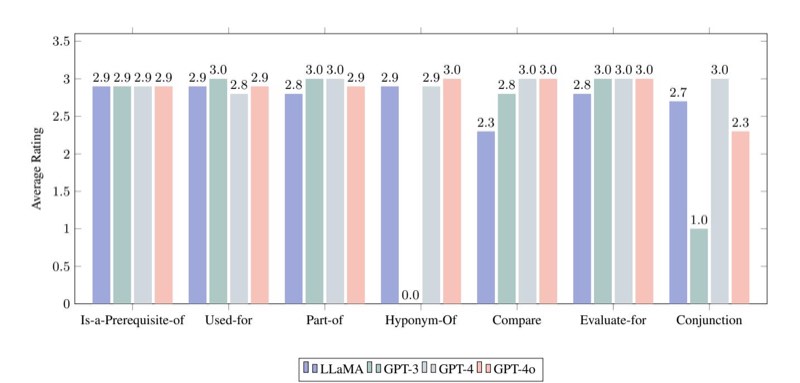 3.5
3
2.5
2
1.5
1
0.5
0
Average Rating
2.9 2.9 2.9 2.9
2.9 3.0 2.8 2.9
2.8 3.0 3.0 2.9
2.9 0.0 2.9 3.0
2.3 2.8 3.0 3.0
2.8 3.0 3.0 3.0
2.7 1.0 3.0 2.3
Is-a-Prerequisite-of Used-for Part-of Hyponym-Of Compare Evaluate-for Conjunction
LLaMA GPT-3 GPT-4 GPT-4o